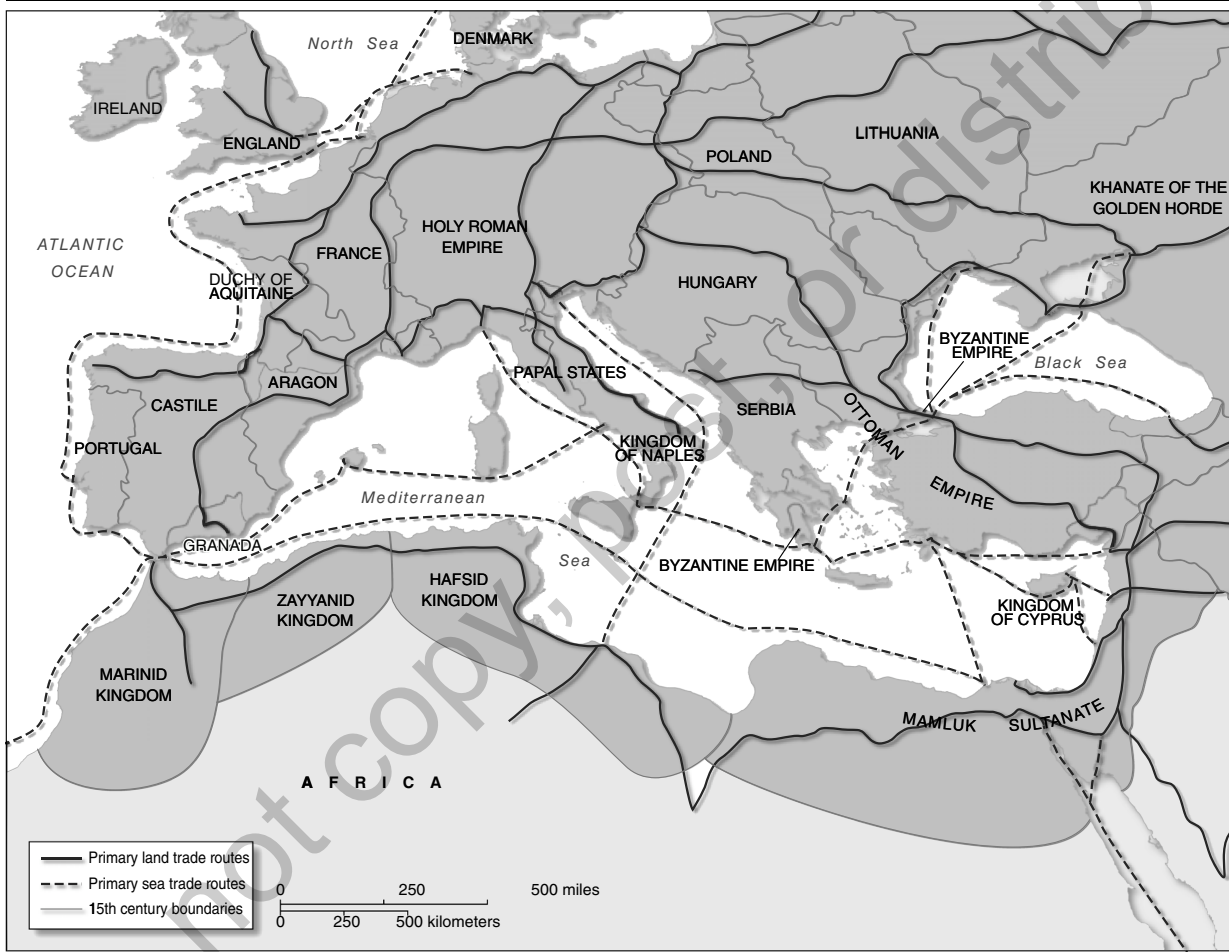 North Sea
DENMARK
IRELAND
ENGLAND
LITHUANIA
POLAND
KHANATE OF THE
GOLDEN HORDE
ATLANTIC
OCEAN
HOLY ROMAN
EMPIRE
FRANCE
DUCHY OF
AQUITAINE
HUNGARY
BYZANTINE
EMPIRE
Black Sea
PAPAL STATES
ARAGON
CASTILE
SERBIA
OTTOMAN
EMPIRE
PORTUGAL
KINGDOM
OF NAPLES
Mediterranean
Sea
GRANADA
BYZANTINE EMPIRE
HAFSID
KINGDOM
ZAYYANID
KINGDOM
KINGDOM
OF CYPRUS
MARINID
KINGDOM
MAMLUK SULTANATE
AFRICA
Primary land trade routes
Primary sea trade routes
15th century boundaries
0 250 500 miles
0 250 500 kilometers
not copy, post, or distrib